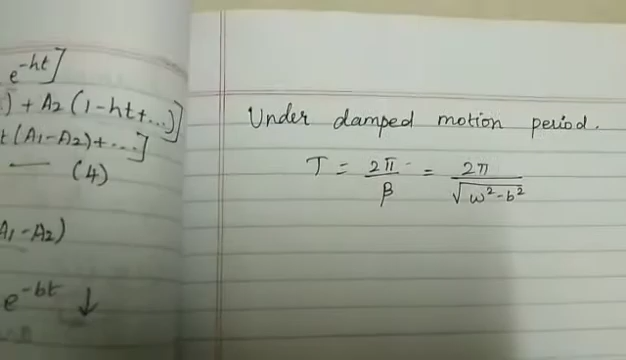 e^-ht]
) + A2 (1-ht+...)]
t (A1-A2)+...]
— (4)
A1-A2)
e^-bt ↓
Under damped motion period.
T = 2π/β = 2π/√ω²-b²